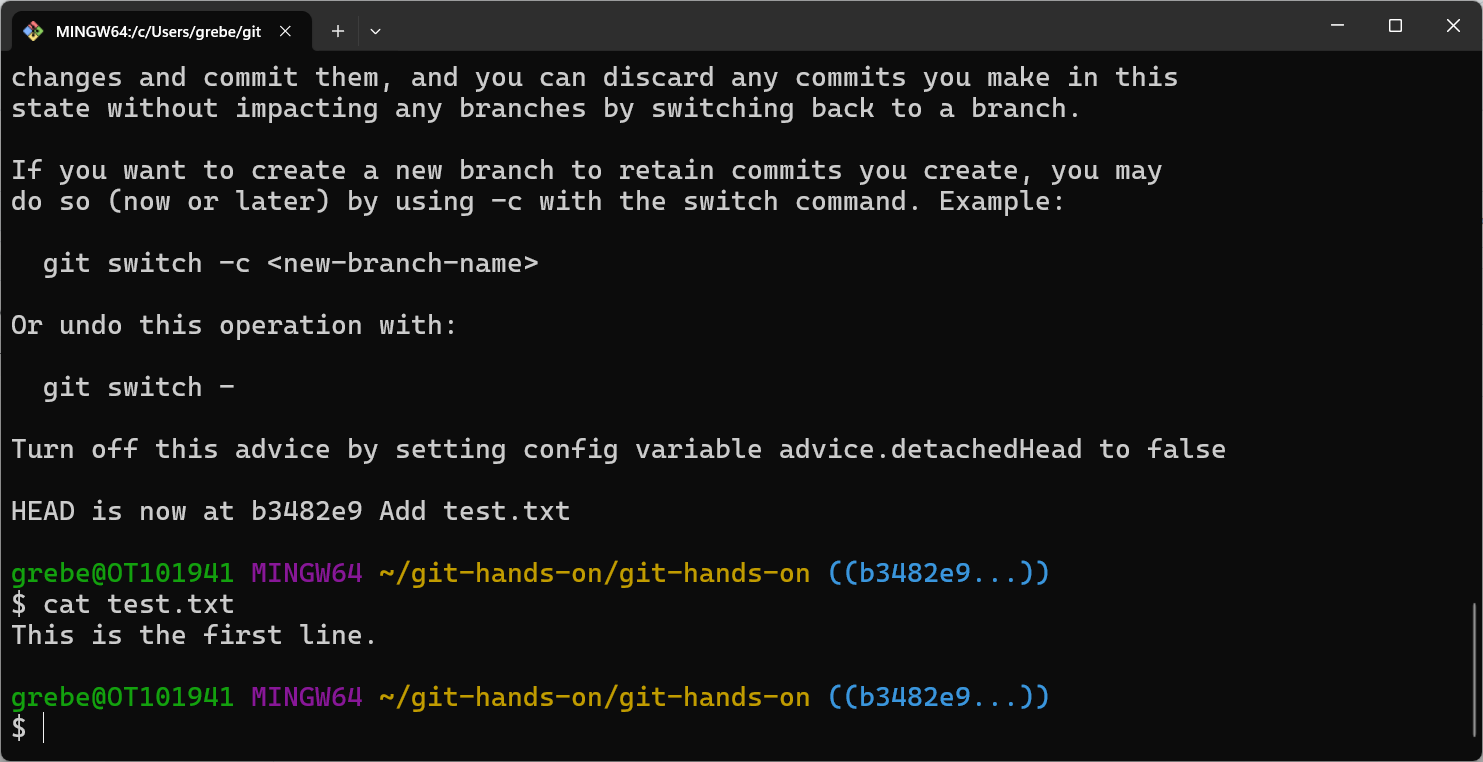 MINGW64:/c/Users/grebe/git
changes and commit them, and you can discard any commits you make in this
state without impacting any branches by switching back to a branch.
If you want to create a new branch to retain commits you create, you may
do so (now or later) by using -c with the switch command. Example:
git switch -c <new-branch-name>
Or undo this operation with:
git switch -
Turn off this advice by setting config variable advice.detachedHead to false
HEAD is now at b3482e9 Add test.txt
grebe@OT101941 MINGW64 ~/git-hands-on/git-hands-on ((b3482e9...))
$ cat test.txt
This is the first line.
grebe@OT101941 MINGW64 ~/git-hands-on/git-hands-on ((b3482e9...))
$